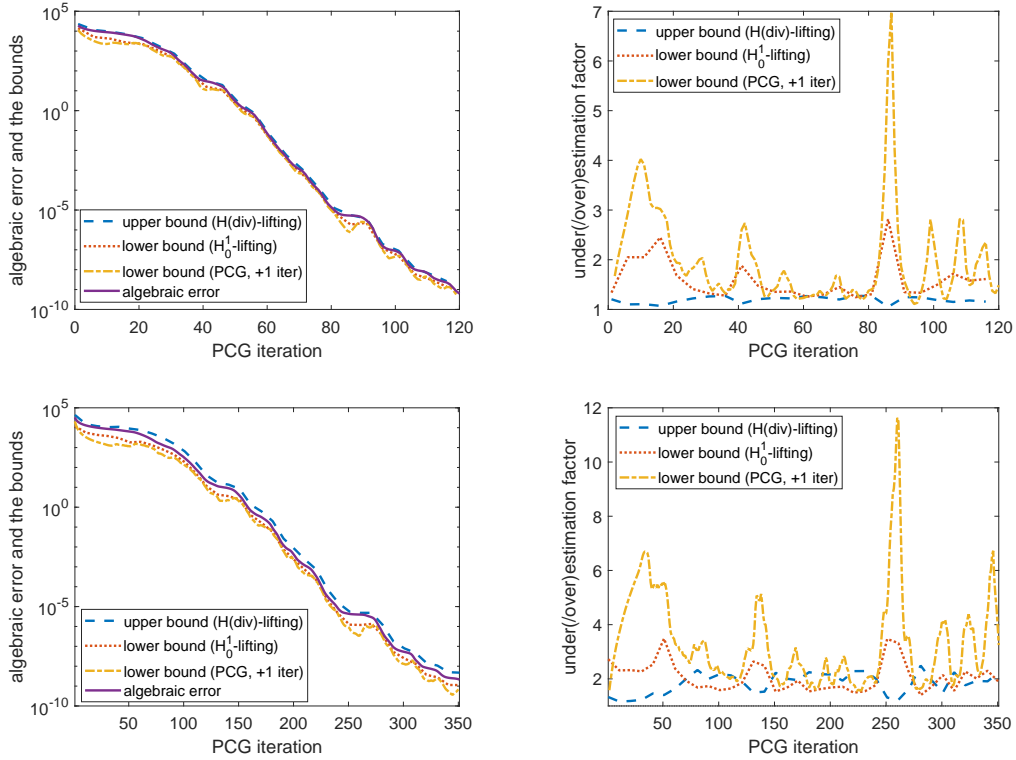 algebraic error and the bounds
10^5
10^0
10^-5
10^-10
upper bound (H(div)-lifting)
lower bound (H_0^1-lifting)
lower bound (PCG, +1 iter)
algebraic error
0 20 40 60 80 100 120
PCG iteration
under(/over)estimation factor
7
6
5
4
3
2
1
upper bound (H(div)-lifting)
lower bound (H_0^1-lifting)
lower bound (PCG, +1 iter)
0 20 40 60 80 100 120
PCG iteration
algebraic error and the bounds
10^5
10^0
10^-5
10^-10
upper bound (H(div)-lifting)
lower bound (H_0^1-lifting)
lower bound (PCG, +1 iter)
algebraic error
50 100 150 200 250 300 350
PCG iteration
under(/over)estimation factor
12
10
8
6
4
2
upper bound (H(div)-lifting)
lower bound (H_0^1-lifting)
lower bound (PCG, +1 iter)
50 100 150 200 250 300 350
PCG iteration